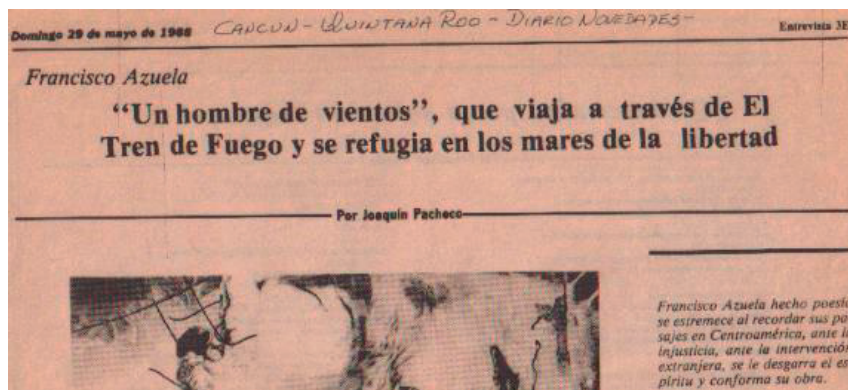 Domingo 29 de mayo de 1988 CANCUN - QUINTANA ROO - DIARIO NOVEDADES - Entrevista 3E
Francisco Azuela
“Un hombre de vientos”, que viaja a través de El
Tren de Fuego y se refugia en los mares de la libertad
Por Joaquín Pacheco
Francisco Azuela hecho poesía
se estremece al recordar sus pa-
sajes en Centroamérica, ante la
injusticia, ante la intervención
extranjera, se le desgarra el es-
píritu y conforma su obra.